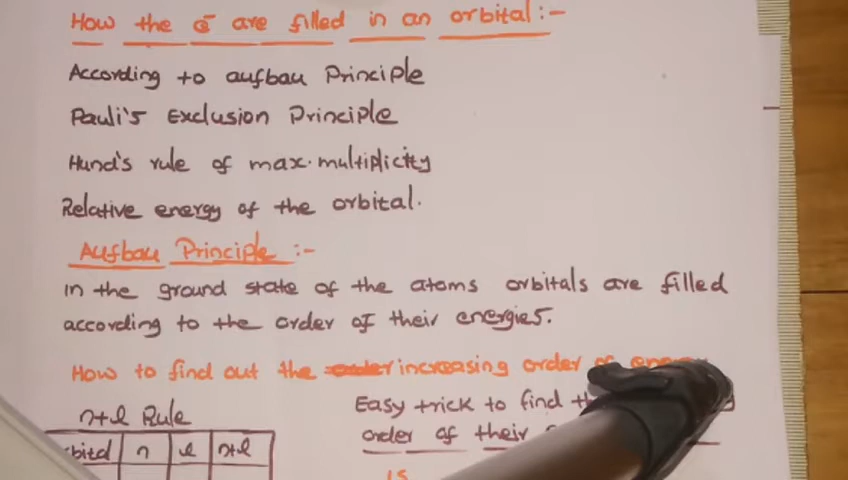 How the e̅ are filled in an orbital:-
According to aufbau Principle
Pauli's Exclusion Principle
Hund's rule of max. multiplicity
Relative energy of the orbital.
Aufbau Principle :-
In the ground state of the atoms orbitals are filled
according to the order of their energies.
How to find out the increasing order of energy
n+l Rule
Easy trick to find
order of their
n l n+l
1s